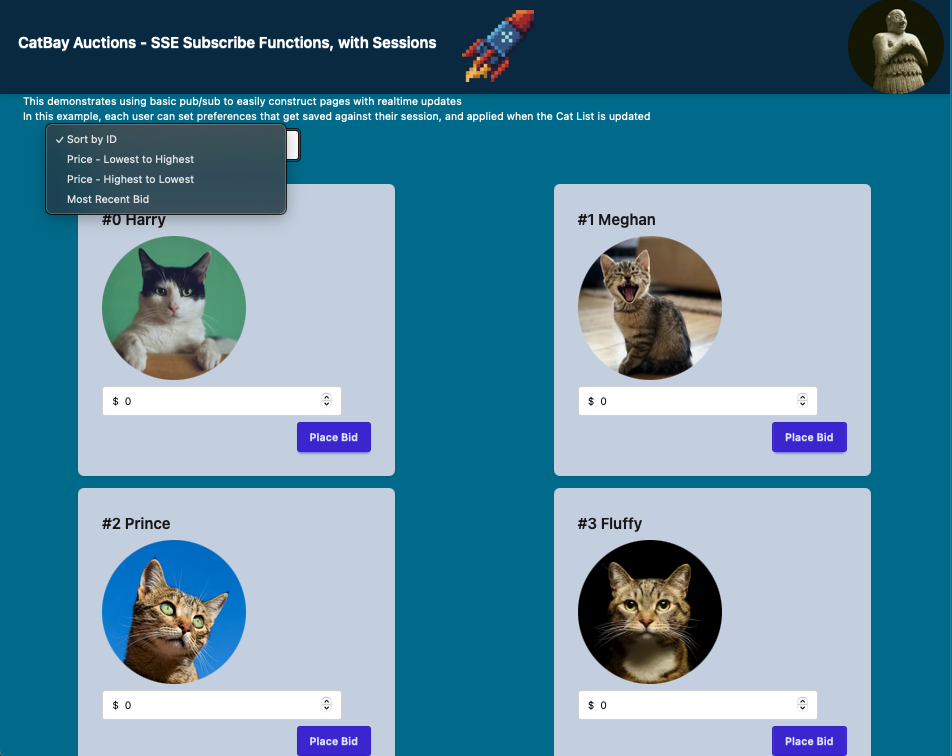 CatBay Auctions - SSE Subscribe Functions, with Sessions
This demonstrates using basic pub/sub to easily construct pages with realtime updates
In this example, each user can set preferences that get saved against their session, and applied when the Cat List is updated
✓ Sort by ID
Price - Lowest to Highest
Price - Highest to Lowest
Most Recent Bid
#0 Harry
#1 Meghan
$ 0
$ 0
Place Bid
Place Bid
#2 Prince
#3 Fluffy
$ 0
$ 0
Place Bid
Place Bid